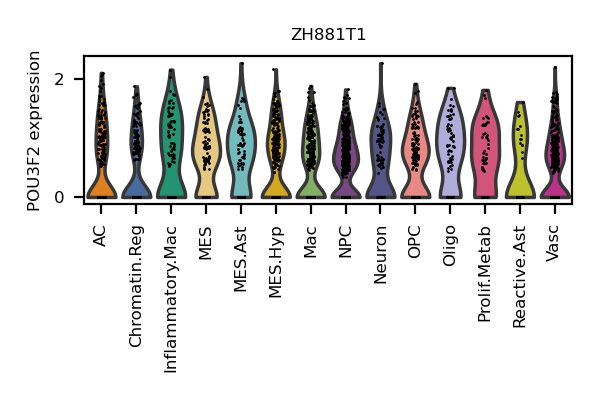 ZH881T1
POU3F2 expression
2
0
AC
Chromatin.Reg
Inflammatory.Mac
MES
MES.Ast
MES.Hyp
Mac
NPC
Neuron
OPC
Oligo
Prolif.Metab
Reactive.Ast
Vasc